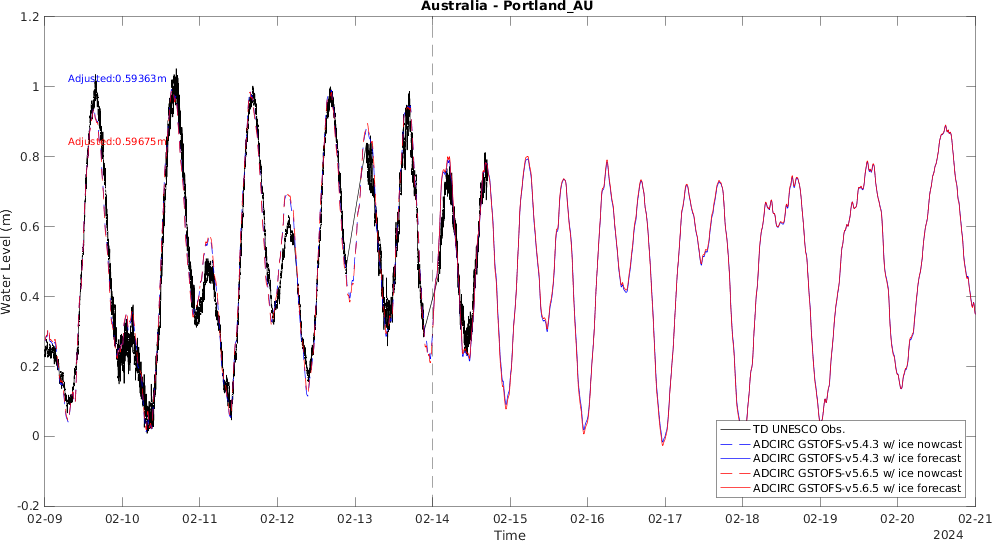 Australia - Portland_AU
1.2
1
0.8
0.6
0.4
0.2
0
-0.2
Water Level (m)
Adjusted:0.59363m
Adjusted:0.59675m
TD UNESCO Obs.
ADCIRC GSTOFS-v5.4.3 w/ ice nowcast
ADCIRC GSTOFS-v5.4.3 w/ ice forecast
ADCIRC GSTOFS-v5.6.5 w/ ice nowcast
ADCIRC GSTOFS-v5.6.5 w/ ice forecast
02-09 02-10 02-11 02-12 02-13 02-14 02-15 02-16 02-17 02-18 02-19 02-20 02-21
Time
2024